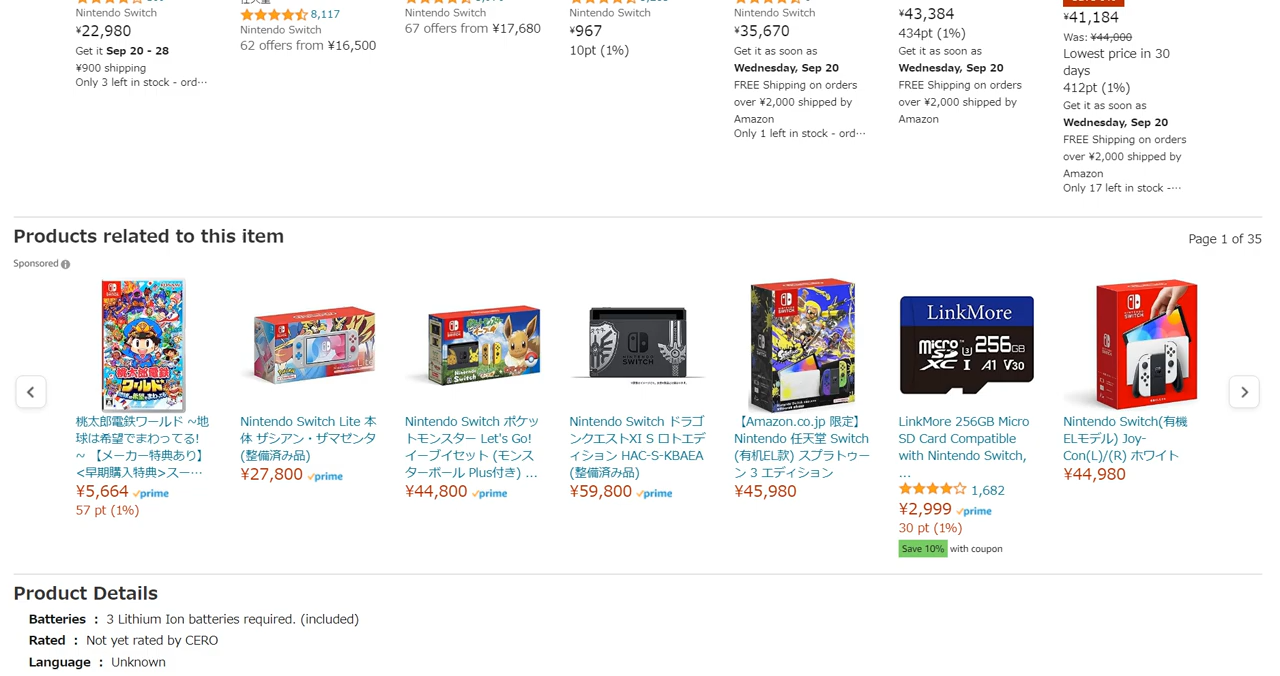 Nintendo Switch
¥22,980
Get it Sep 20 - 28
¥900 shipping
Only 3 left in stock - ord…
8,117
Nintendo Switch
62 offers from ¥16,500
Nintendo Switch
67 offers from ¥17,680
Nintendo Switch
¥967
10pt (1%)
Nintendo Switch
¥35,670
Get it as soon as
Wednesday, Sep 20
FREE Shipping on orders
over ¥2,000 shipped by
Amazon
Only 1 left in stock - ord…
¥43,384
434pt (1%)
Get it as soon as
Wednesday, Sep 20
FREE Shipping on orders
over ¥2,000 shipped by
Amazon
¥41,184
Was: ¥44,000
Lowest price in 30
days
412pt (1%)
Get it as soon as
Wednesday, Sep 20
FREE Shipping on orders
over ¥2,000 shipped by
Amazon
Only 17 left in stock -…
Products related to this item
Page 1 of 35
Sponsored
桃太郎電鉄ワールド ~地
球は希望でまわってる!
~ 【メーカー特典あり】
<早期購入特典>スー…
¥5,664 prime
57 pt (1%)
Nintendo Switch Lite 本
体 ザシアン・ザマゼンタ
(整備済み品)
¥27,800 prime
Nintendo Switch ポケッ
トモンスター Let's Go!
イーブイセット (モンス
ターボール Plus付き) …
¥44,800 prime
NINTENDO
SWITCH
Nintendo Switch ドラゴ
ンクエストXI S ロトエデ
ィション HAC-S-KBAEA
(整備済み品)
¥59,800 prime
【Amazon.co.jp 限定】
Nintendo 任天堂 Switch
(有机EL款) スプラトゥー
ン 3 エディション
¥45,980
LinkMore
micro SD XC I U3 256GB A1 V30
LinkMore 256GB Micro
SD Card Compatible
with Nintendo Switch,
…
1,682
¥2,999 prime
30 pt (1%)
Save 10% with coupon
Nintendo Switch(有機
ELモデル) Joy-
Con(L)/(R) ホワイト
¥44,980
Product Details
Batteries : 3 Lithium Ion batteries required. (included)
Rated : Not yet rated by CERO
Language : Unknown